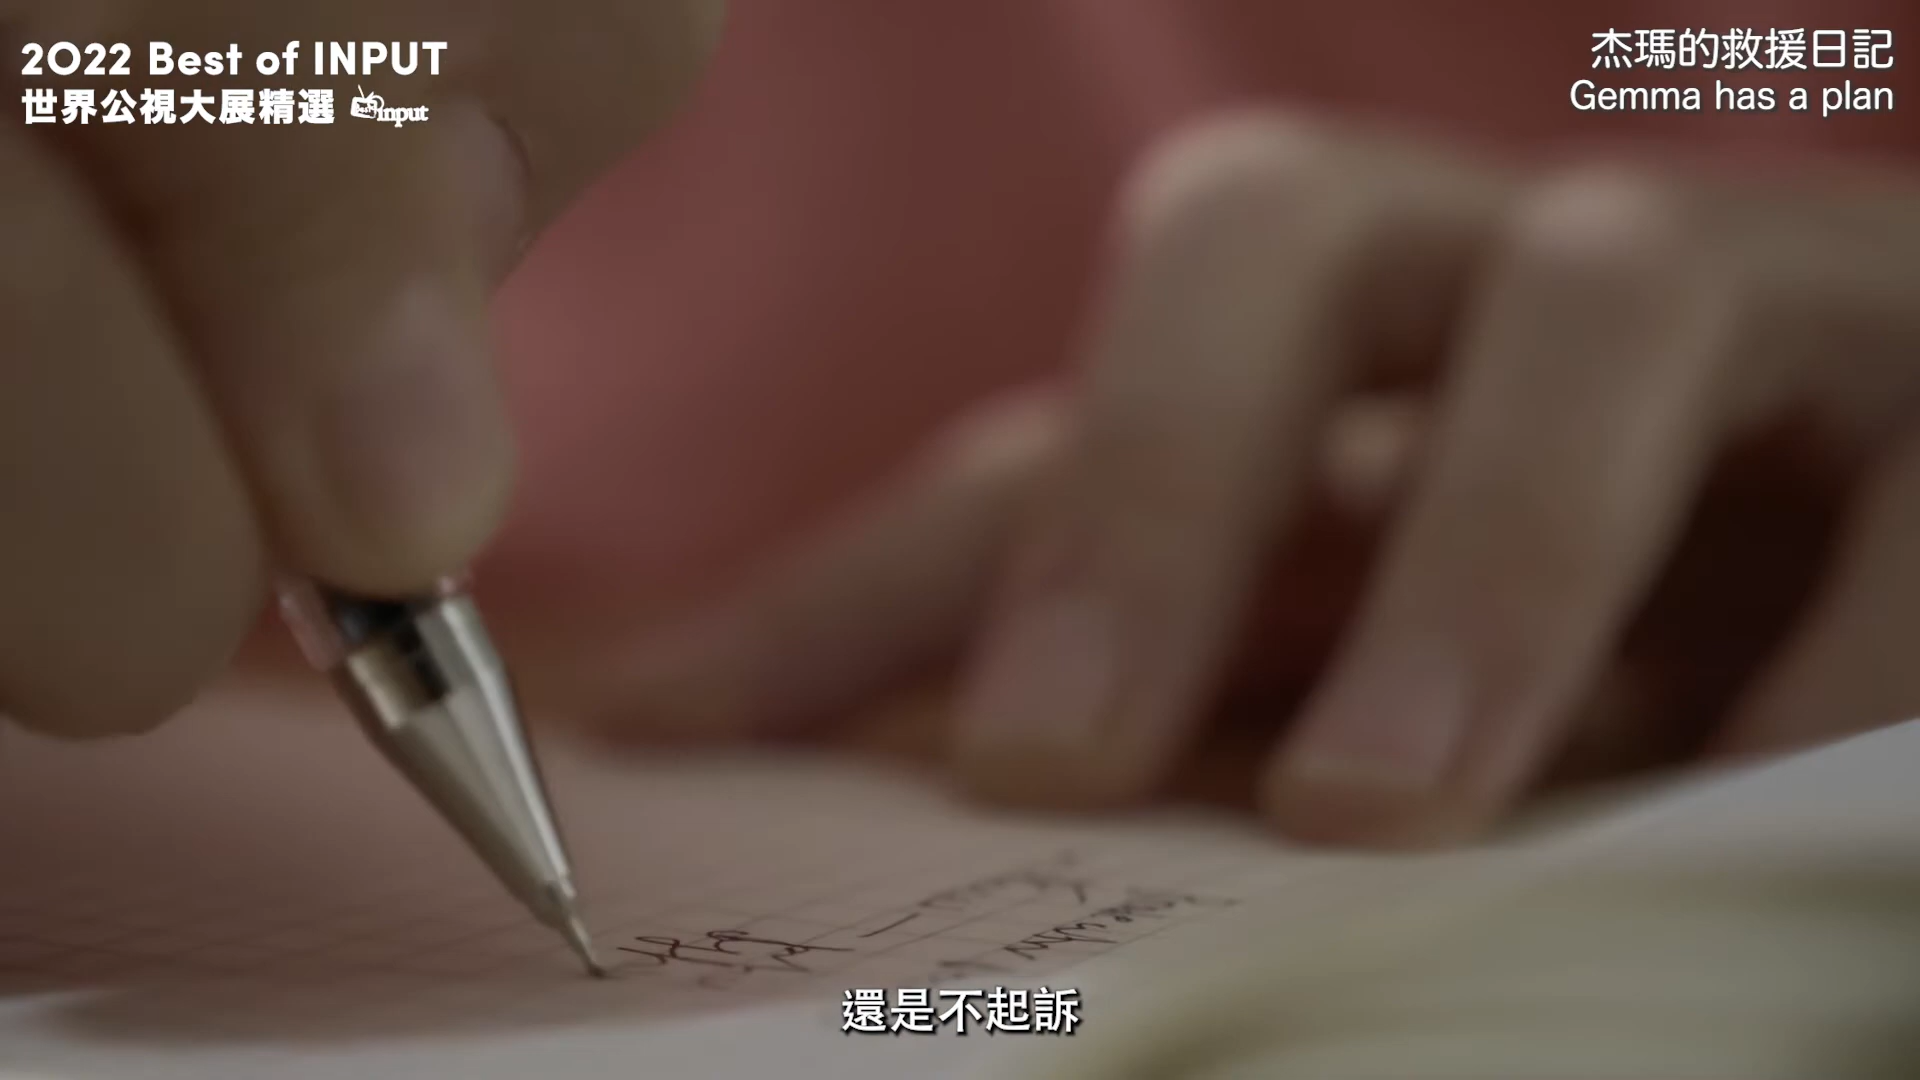 2022 Best of INPUT
世界公視大展精選 input
杰瑪的救援日記
Gemma has a plan
還是不起訴